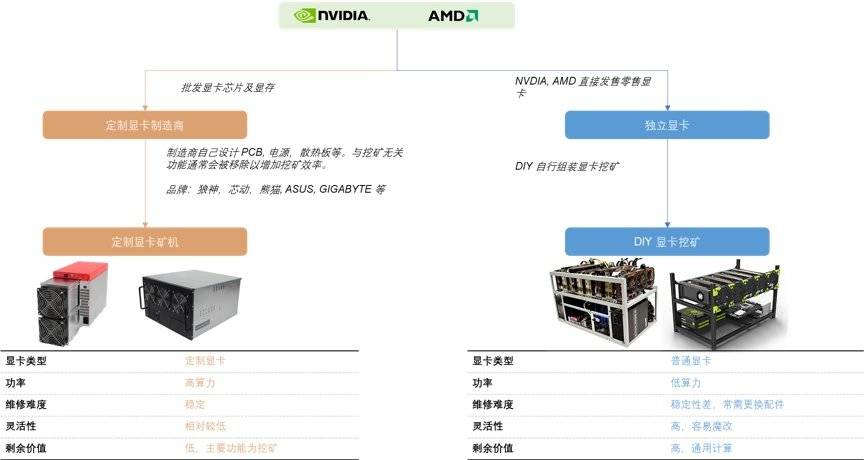 NVIDIA. AMD
批发显卡芯片及显存
NVDIA, AMD 直接发售零售显
卡
定制显卡制造商
独立显卡
制造商自己设计 PCB, 电源，散热板等。与挖矿无关
功能通常会被移除以增加挖矿效率。
品牌：狼神，芯动，熊猫, ASUS, GIGABYTE 等
DIY 自行组装显卡挖矿
定制显卡矿机
DIY 显卡挖矿
显卡类型 定制显卡
功率 高算力
维修难度 稳定
灵活性 相对较低
剩余价值 低，主要功能为挖矿
显卡类型 普通显卡
功率 低算力
维修难度 稳定性差，常需更换配件
灵活性 高，容易魔改
剩余价值 高，通用计算